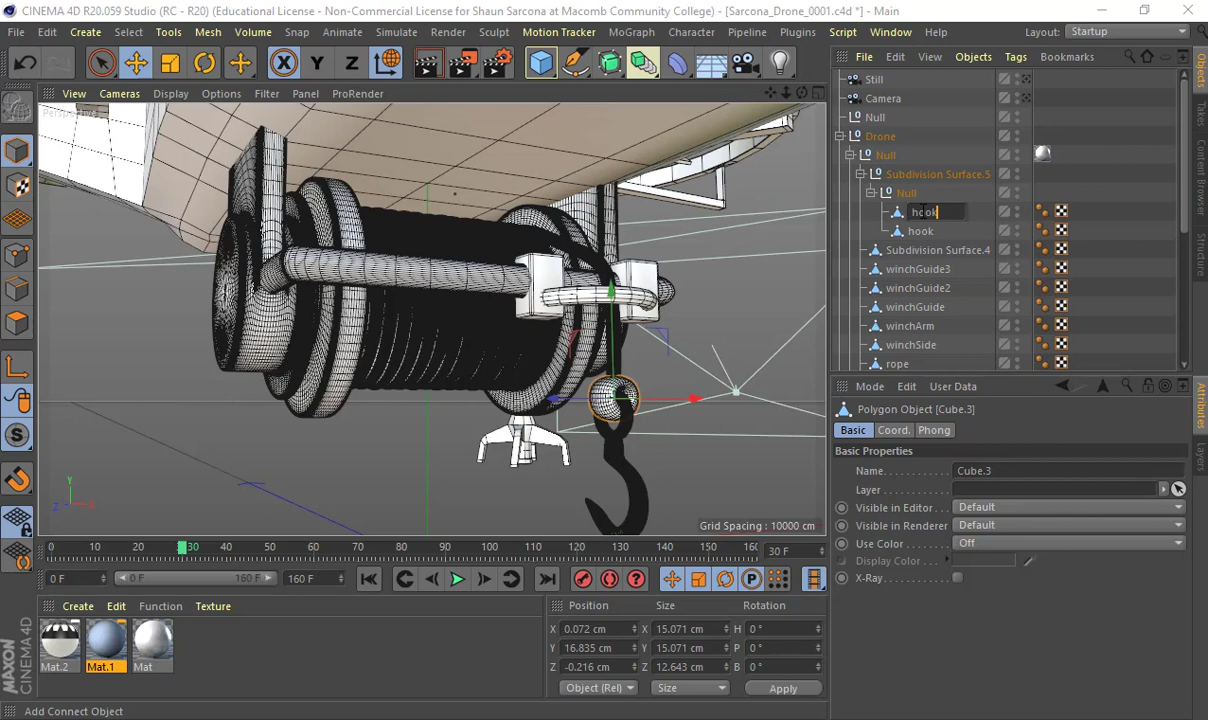 CINEMA 4D R20.059 Studio (RC - R20) (Educational License - Non-Commercial License for Shaun Sarcona at Macomb Community College) - [Sarcona_Drone_0001.c4d *] - Main
File Edit Create Select Tools Mesh Volume Snap Animate Simulate Render Sculpt Motion Tracker MoGraph Character Pipeline Plugins Script Window Help Layout: Startup
X Y Z
File Edit View Objects Tags Bookmarks
View Cameras Display Options Filter Panel ProRender
Perspective
Still
Camera
Null
Drone
Null
Subdivision Surface.5
Null
hook
hook
Subdivision Surface.4
winchGuide3
winchGuide2
winchGuide
winchArm
winchSide
rope
Objects
Takes
Content Browser
Structure
Mode Edit User Data
Polygon Object [Cube.3]
Basic Coord. Phong
Basic Properties
Name Cube.3
Layer
Visible in Editor Default
Visible in Renderer Default
Use Color Off
Display Color
X-Ray
Attributes
Layers
Y
Z X
Grid Spacing : 10000 cm
0 10 20 30 40 50 60 70 80 90 100 110 120 130 140 150 16 30 F
0 F 0 F 160 F 160 F
Create Edit Function Texture
Mat.2 Mat.1 Mat
Position Size Rotation
X 0.072 cm X 15.071 cm H 0 °
Y 16.835 cm Y 15.071 cm P 0 °
Z -0.216 cm Z 12.643 cm B 0 °
Object (Rel) Size Apply
MAXON
CINEMA 4D
Add Connect Object